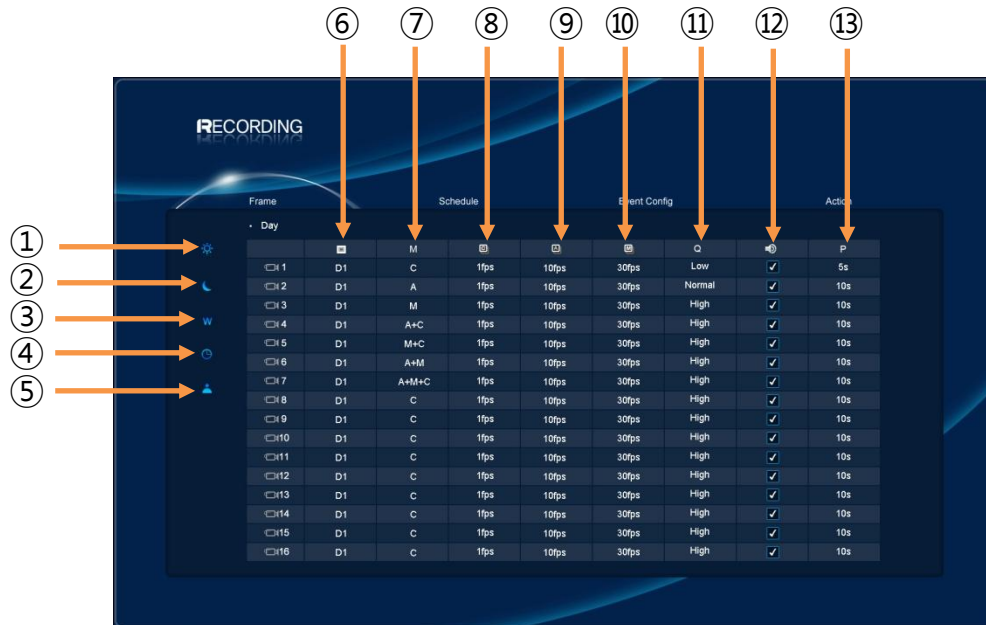 ⑥ ⑦ ⑧ ⑨ ⑩ ⑪ ⑫ ⑬
RECORDING
Frame Schedule Event Config Action
• Day
①
②
③ W
④
⑤
M C A M Q P
1 D1 C 1fps 10fps 30fps Low ✓ 5s
2 D1 A 1fps 10fps 30fps Normal ✓ 10s
3 D1 M 1fps 10fps 30fps High ✓ 10s
4 D1 A+C 1fps 10fps 30fps High ✓ 10s
5 D1 M+C 1fps 10fps 30fps High ✓ 10s
6 D1 A+M 1fps 10fps 30fps High ✓ 10s
7 D1 A+M+C 1fps 10fps 30fps High ✓ 10s
8 D1 C 1fps 10fps 30fps High ✓ 10s
9 D1 C 1fps 10fps 30fps High ✓ 10s
10 D1 C 1fps 10fps 30fps High ✓ 10s
11 D1 C 1fps 10fps 30fps High ✓ 10s
12 D1 C 1fps 10fps 30fps High ✓ 10s
13 D1 C 1fps 10fps 30fps High ✓ 10s
14 D1 C 1fps 10fps 30fps High ✓ 10s
15 D1 C 1fps 10fps 30fps High ✓ 10s
16 D1 C 1fps 10fps 30fps High ✓ 10s